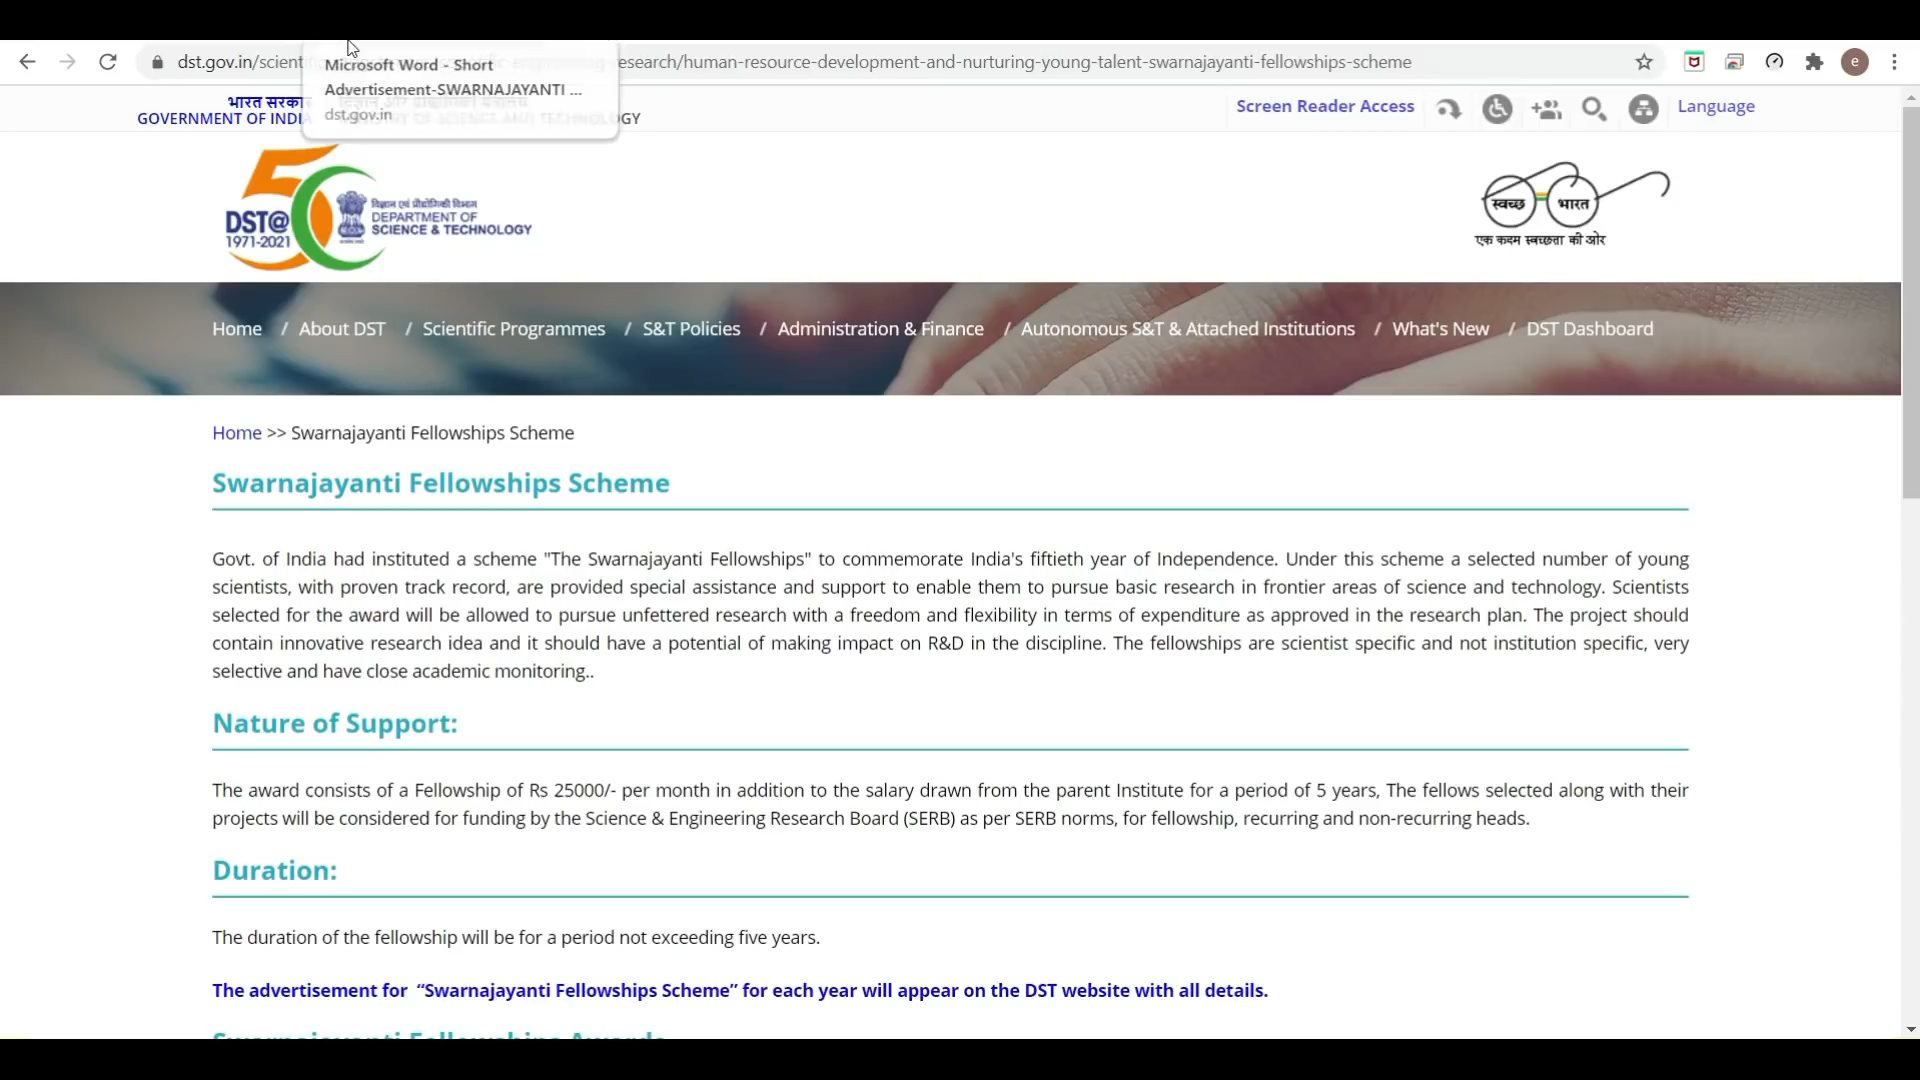 dst.gov.in/scientif research/human-resource-development-and-nurturing-young-talent-swarnajayanti-fellowships-scheme e
Microsoft Word - Short
Advertisement-SWARNAJAYANTI ...
dst.gov.in
भारत सरकार
GOVERNMENT OF INDIA MINISTRY OF SCIENCE AND TECHNOLOGY
Screen Reader Access Language
DST@
1971-2021
विज्ञान एवं प्रौद्योगिकी विभाग
DEPARTMENT OF
SCIENCE & TECHNOLOGY
स्वच्छ भारत
एक कदम स्वच्छता की ओर
Home / About DST / Scientific Programmes / S&T Policies / Administration & Finance / Autonomous S&T & Attached Institutions / What's New / DST Dashboard
Home >> Swarnajayanti Fellowships Scheme
Swarnajayanti Fellowships Scheme
Govt. of India had instituted a scheme "The Swarnajayanti Fellowships" to commemorate India's fiftieth year of Independence. Under this scheme a selected number of young
scientists, with proven track record, are provided special assistance and support to enable them to pursue basic research in frontier areas of science and technology. Scientists
selected for the award will be allowed to pursue unfettered research with a freedom and flexibility in terms of expenditure as approved in the research plan. The project should
contain innovative research idea and it should have a potential of making impact on R&D in the discipline. The fellowships are scientist specific and not institution specific, very
selective and have close academic monitoring..
Nature of Support:
The award consists of a Fellowship of Rs 25000/- per month in addition to the salary drawn from the parent Institute for a period of 5 years, The fellows selected along with their
projects will be considered for funding by the Science & Engineering Research Board (SERB) as per SERB norms, for fellowship, recurring and non-recurring heads.
Duration:
The duration of the fellowship will be for a period not exceeding five years.
The advertisement for “Swarnajayanti Fellowships Scheme” for each year will appear on the DST website with all details.
Swarnajayanti Fellowships Awards